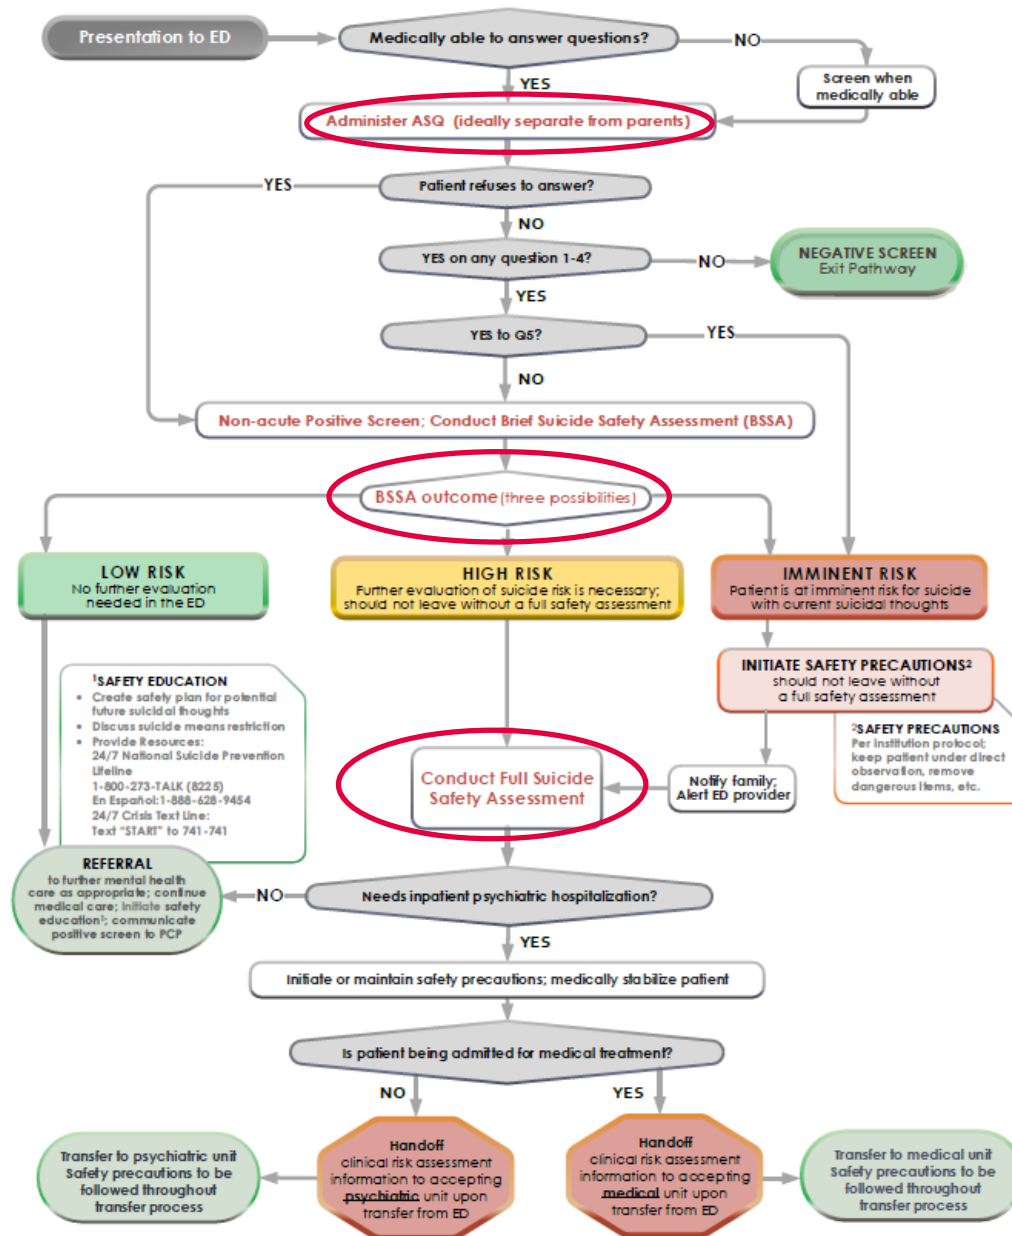 Presentation to ED
Medically able to answer questions?
NO
Screen when
medically able
YES
Administer ASQ (ideally separate from parents)
YES
Patient refuses to answer?
NO
YES on any question 1-4?
NO
NEGATIVE SCREEN
Exit Pathway
YES
YES to Q5?
YES
NO
Non-acute Positive Screen; Conduct Brief Suicide Safety Assessment (BSSA)
BSSA outcome (three possibilities)
LOW RISK
No further evaluation
needed in the ED
HIGH RISK
Further evaluation of suicide risk is necessary;
should not leave without a full safety assessment
IMMINENT RISK
Patient is at imminent risk for suicide
with current suicidal thoughts
INITIATE SAFETY PRECAUTIONS²
should not leave without
a full safety assessment
¹SAFETY EDUCATION
• Create safety plan for potential
future suicidal thoughts
• Discuss suicide means restriction
• Provide Resources:
24/7 National Suicide Prevention
Lifeline
1-800-273-TALK (8225)
En Español:1-888-628-9454
24/7 Crisis Text Line:
Text "START" to 741-741
²SAFETY PRECAUTIONS
Per institution protocol;
keep patient under direct
observation, remove
dangerous items, etc.
Conduct Full Suicide
Safety Assessment
Notify family;
Alert ED provider
REFERRAL
to further mental health
care as appropriate; continue
medical care; initiate safety
education¹; communicate
positive screen to PCP
NO
Needs inpatient psychiatric hospitalization?
YES
Initiate or maintain safety precautions; medically stabilize patient
Is patient being admitted for medical treatment?
NO
YES
Transfer to psychiatric unit
Safety precautions to be
followed throughout
transfer process
Handoff
clinical risk assessment
information to accepting
psychiatric unit upon
transfer from ED
Handoff
clinical risk assessment
information to accepting
medical unit upon
transfer from ED
Transfer to medical unit
Safety precautions to be
followed throughout
transfer process